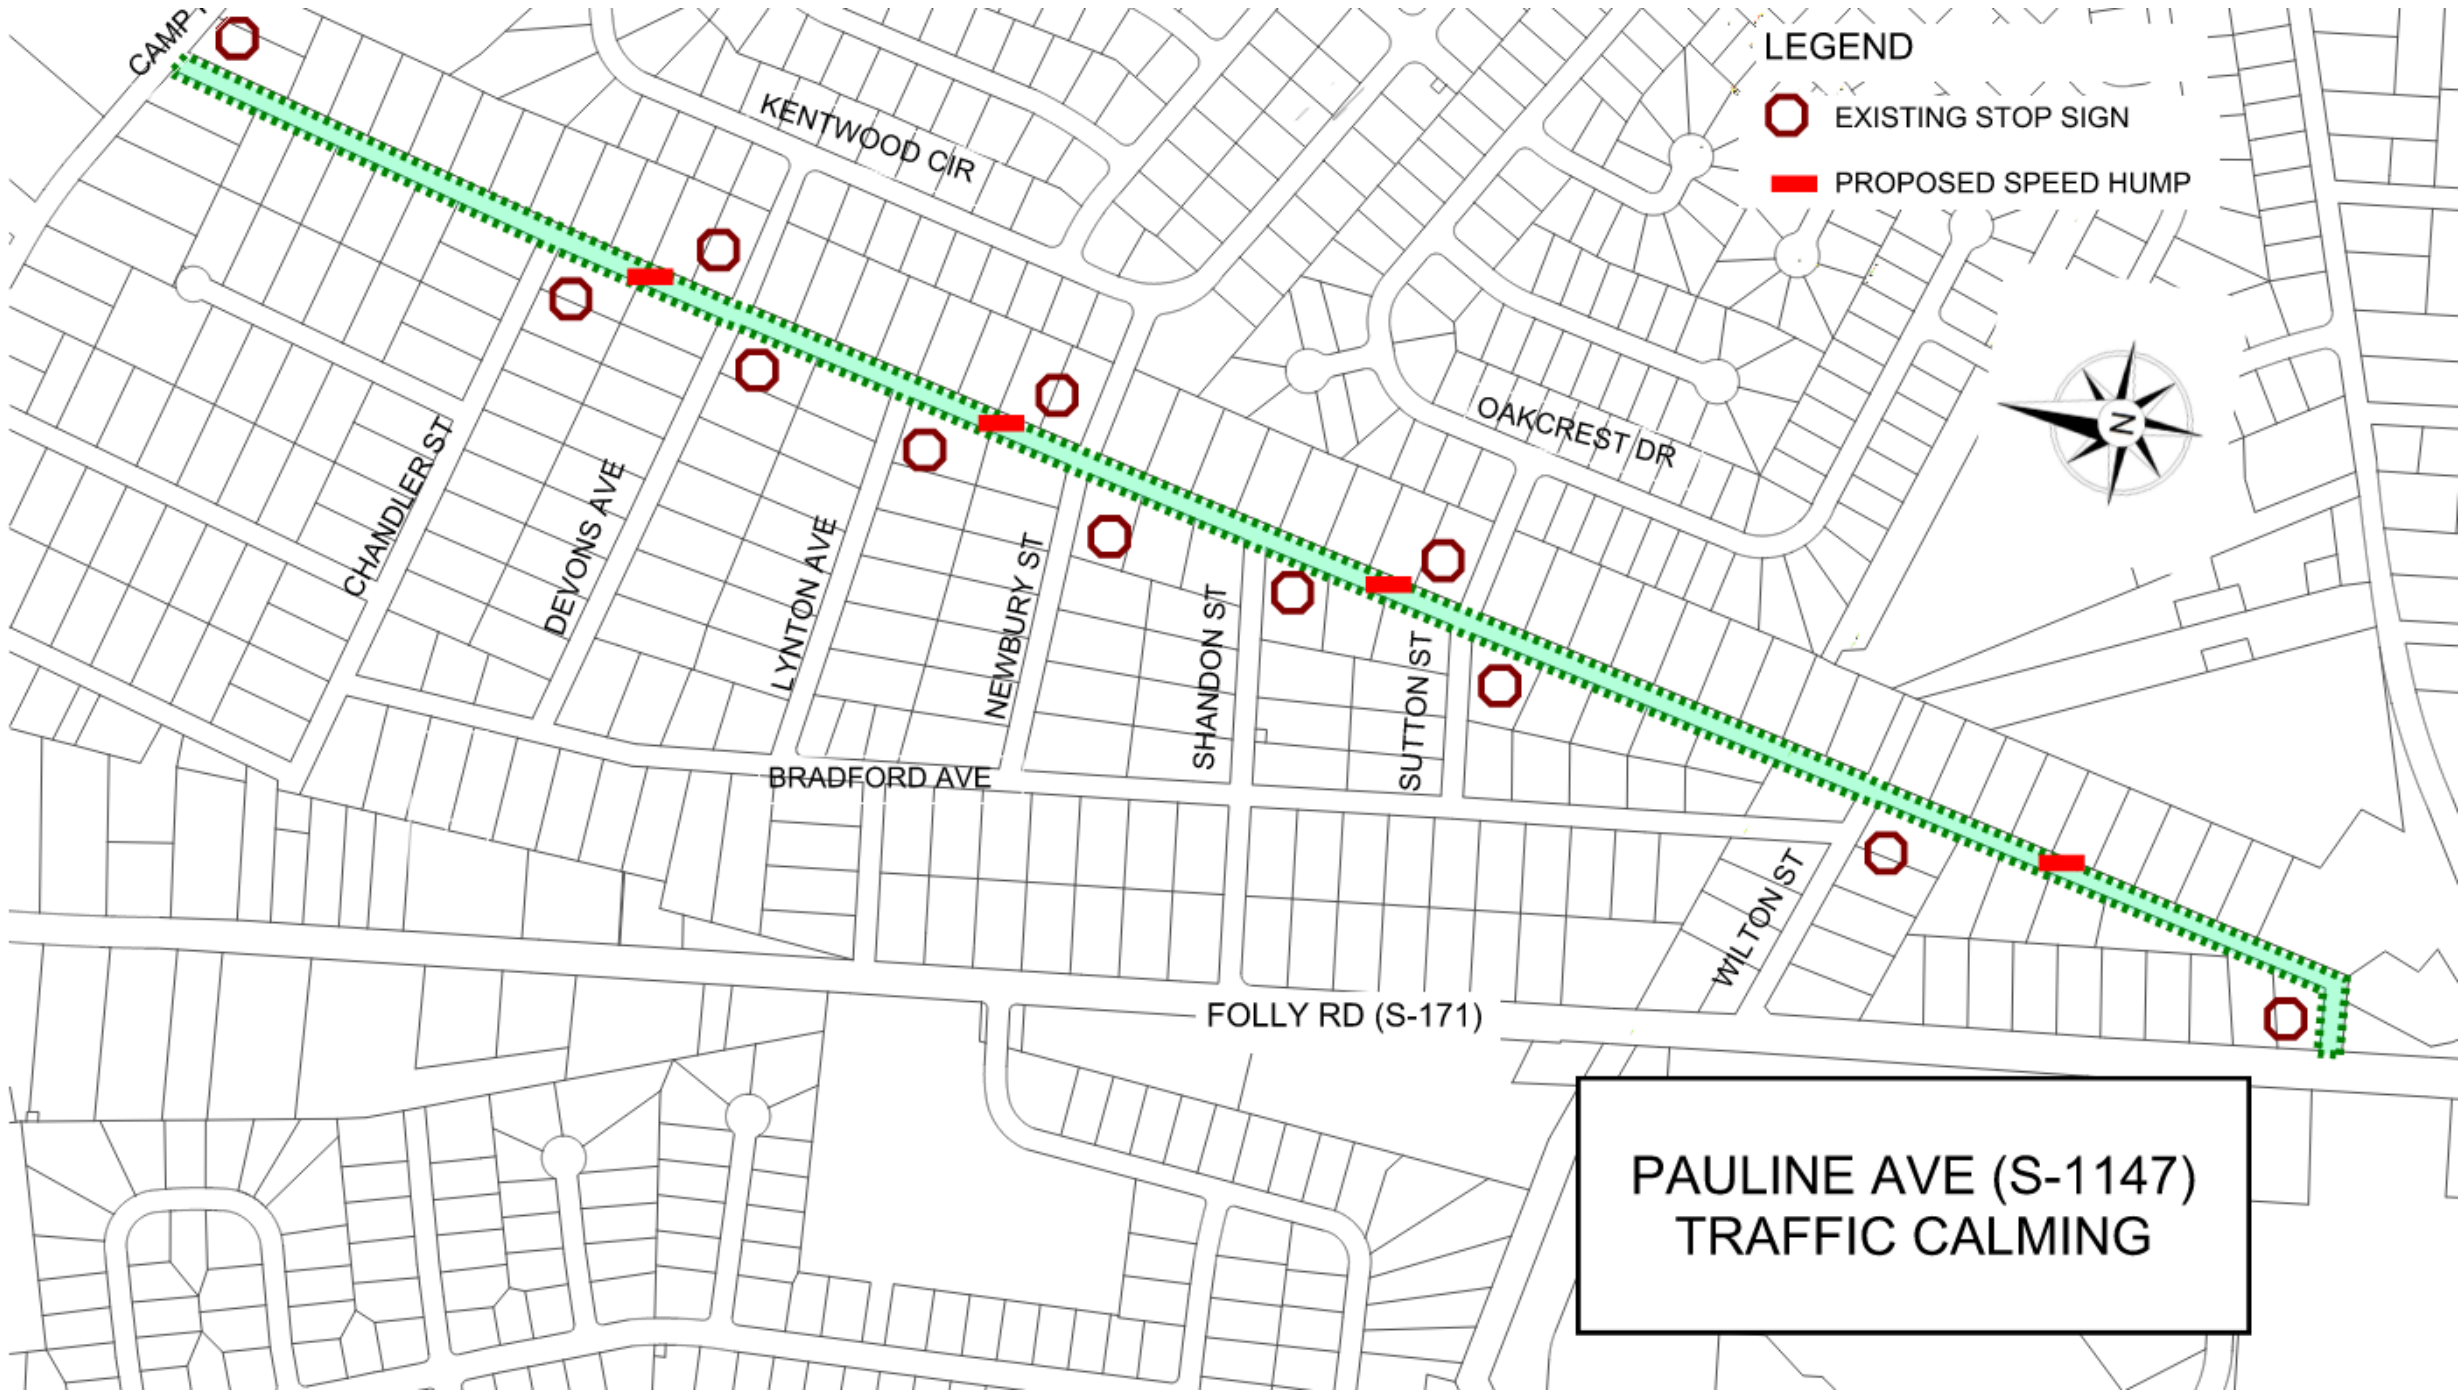 CAMP
LEGEND
EXISTING STOP SIGN
PROPOSED SPEED HUMP
KENTWOOD CIR
OAKCREST DR
N
CHANDLER ST
DEVONS AVE
LYNTON AVE
NEWBURY ST
SHANDON ST
SUTTON ST
BRADFORD AVE
WILTON ST
FOLLY RD (S-171)
PAULINE AVE (S-1147)
TRAFFIC CALMING